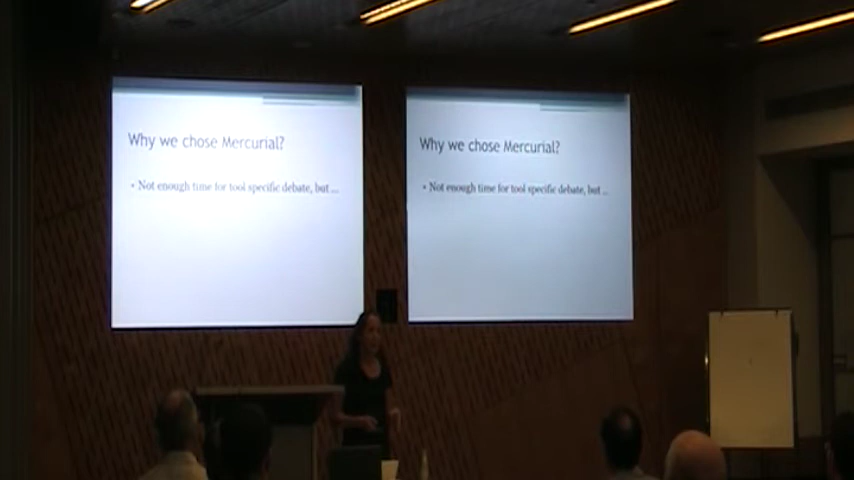 Why we chose Mercurial?
• Not enough time for tool specific debate, but ...
Why we chose Mercurial?
• Not enough time for tool specific debate, but ...